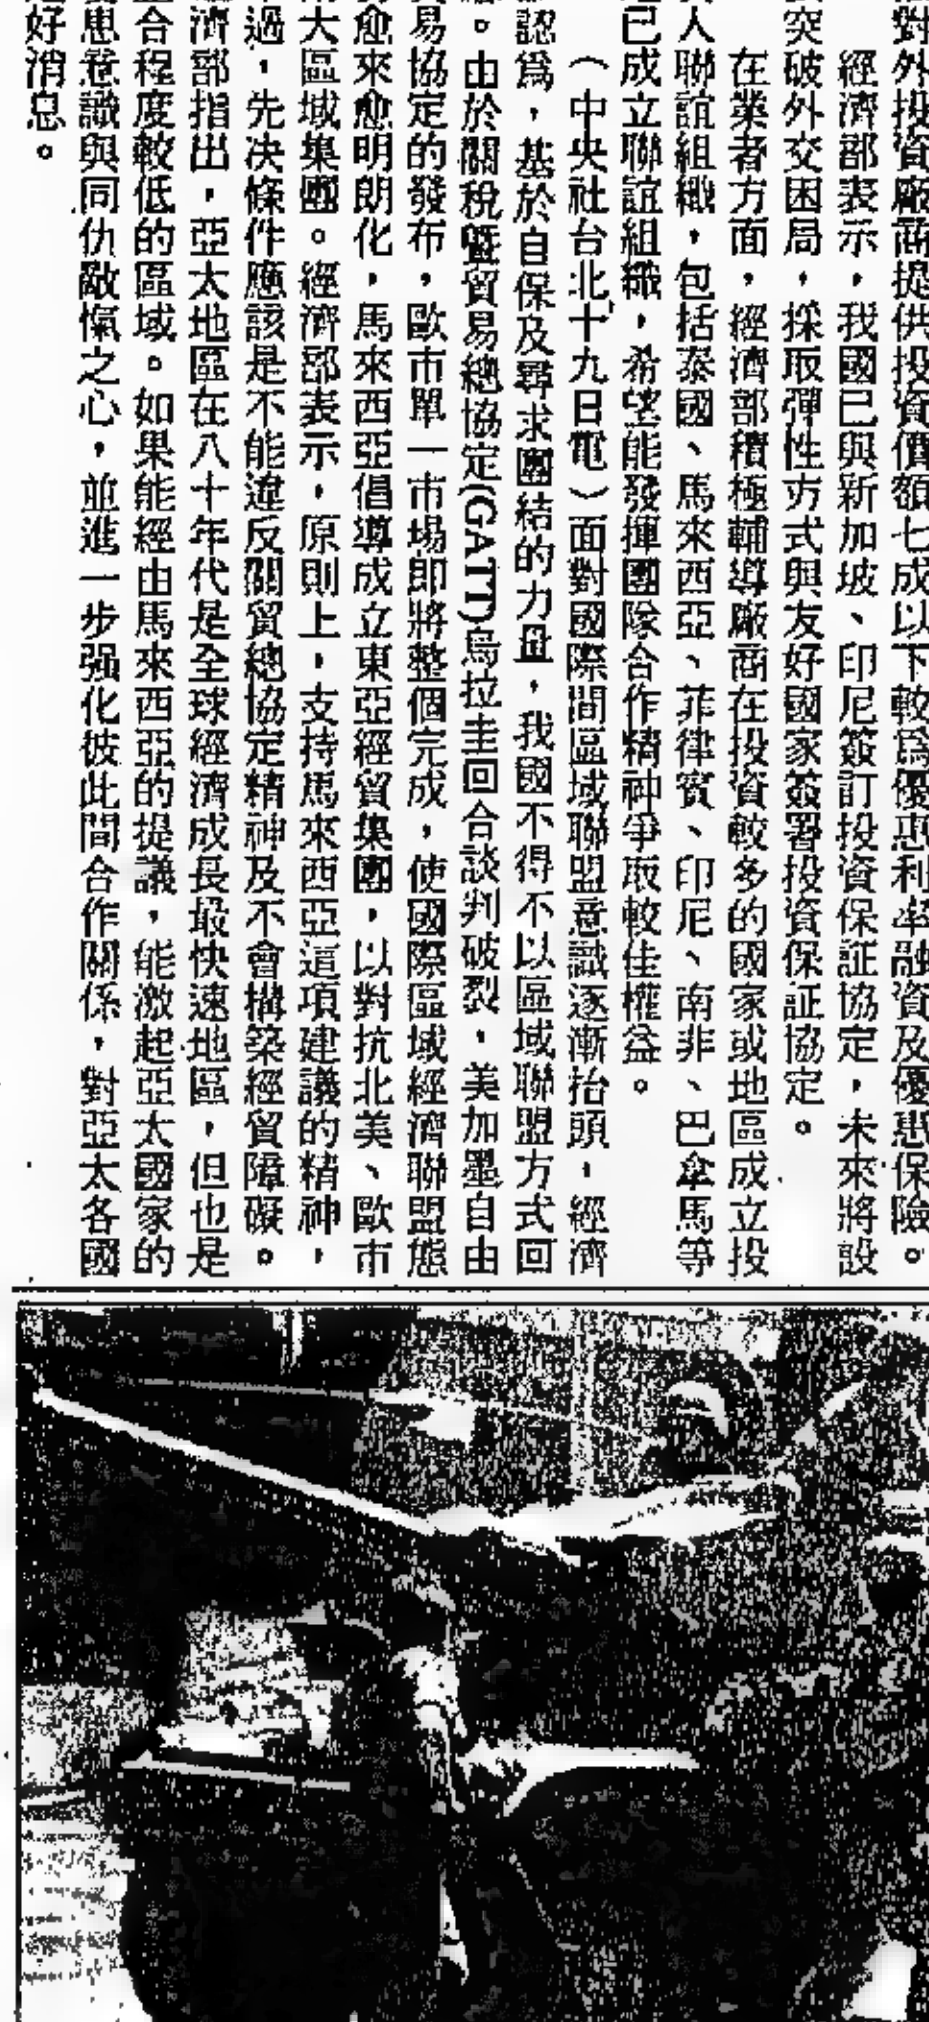 對外投資廠商提供投資價額七成以下較爲優惠利率融資及優惠保險。
經濟部表示，我國已與新加坡、印尼簽訂投資保証協定，未來將設
突破外交困局，採取彈性方式與友好國家簽署投資保証協定。
在業者方面，經濟部積極輔導廠商在投資較多的國家或地區成立投
人聯誼組織，包括泰國、馬來西亞、菲律賓、印尼、南非、巴拿馬等
已成立聯誼組織，希望能發揮團隊合作精神爭取較佳權益。
（中央社台北十九日電）面對國際間區域聯盟意識逐漸抬頭，經濟
認爲，基於自保及尋求團結的力量，我國不得不以區域聯盟方式回
。由於關稅暨貿易總協定(GATT)烏拉圭回合談判破裂，美加墨自由
易協定的發布，歐市單一市場即將整個完成，使國際區域經濟聯盟態
愈來愈明朗化，馬來西亞倡導成立東亞經貿集團，以對抗北美、歐市
大區域集團。經濟部表示，原則上，支持馬來西亞這項建議的精神，
過，先決條件應該是不能違反關貿總協定精神及不會構築經貿障礙。
濟部指出，亞太地區在八十年代是全球經濟成長最快速地區，但也是
合程度較低的區域。如果能經由馬來西亞的提議，能激起亞太國家的
患意識與同仇敵愾之心，並進一步强化彼此間合作關係，對亞太各國
好消息。